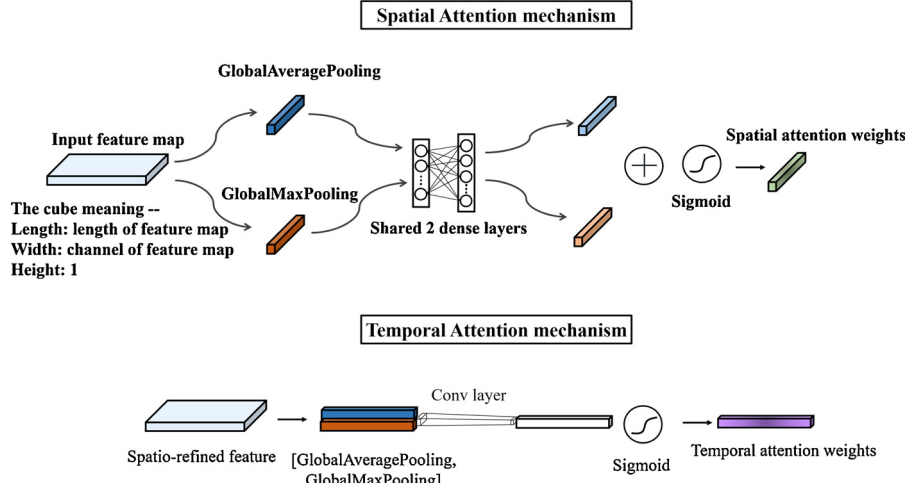 Spatial Attention mechanism
GlobalAveragePooling
Input feature map
Spatial attention weights
GlobalMaxPooling
Sigmoid
The cube meaning --
Length: length of feature map
Width: channel of feature map
Height: 1
Shared 2 dense layers
Temporal Attention mechanism
Conv layer
Spatio-refined feature
[GlobalAveragePooling,
GlobalMaxPooling]
Sigmoid
Temporal attention weights